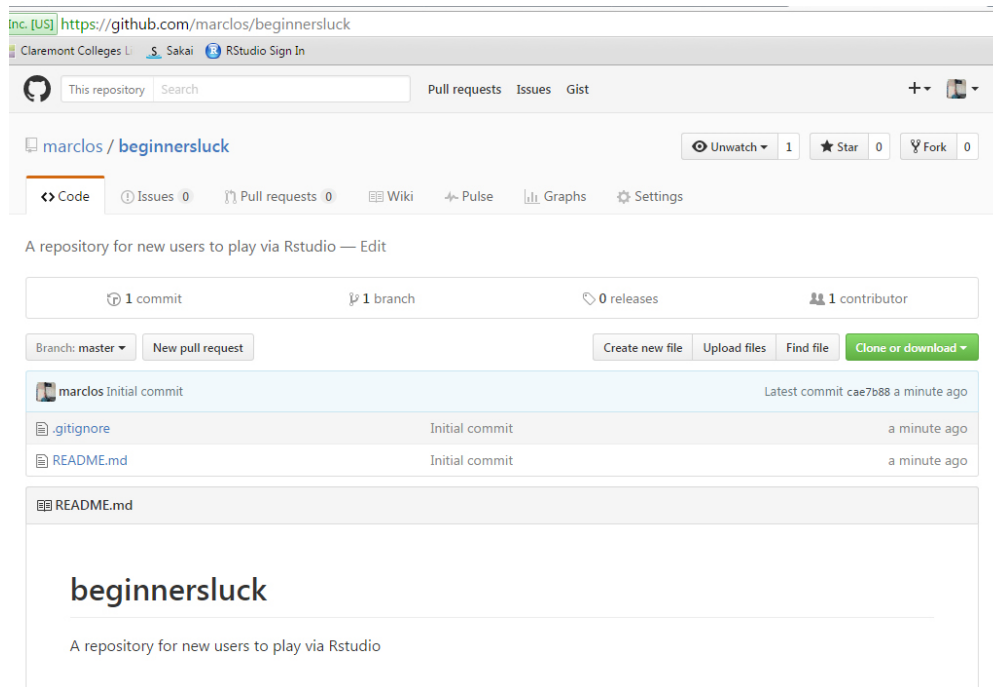 Inc. [US] https://github.com/marclos/beginnersluck
Claremont Colleges Li S Sakai R RStudio Sign In
This repository Search Pull requests Issues Gist
marclos / beginnersluck Unwatch 1 Star 0 Fork 0
Code Issues 0 Pull requests 0 Wiki Pulse Graphs Settings
A repository for new users to play via Rstudio — Edit
1 commit 1 branch 0 releases 1 contributor
Branch: master New pull request Create new file Upload files Find file Clone or download
marclos Initial commit Latest commit cae7b88 a minute ago
.gitignore Initial commit a minute ago
README.md Initial commit a minute ago
README.md
beginnersluck
A repository for new users to play via Rstudio